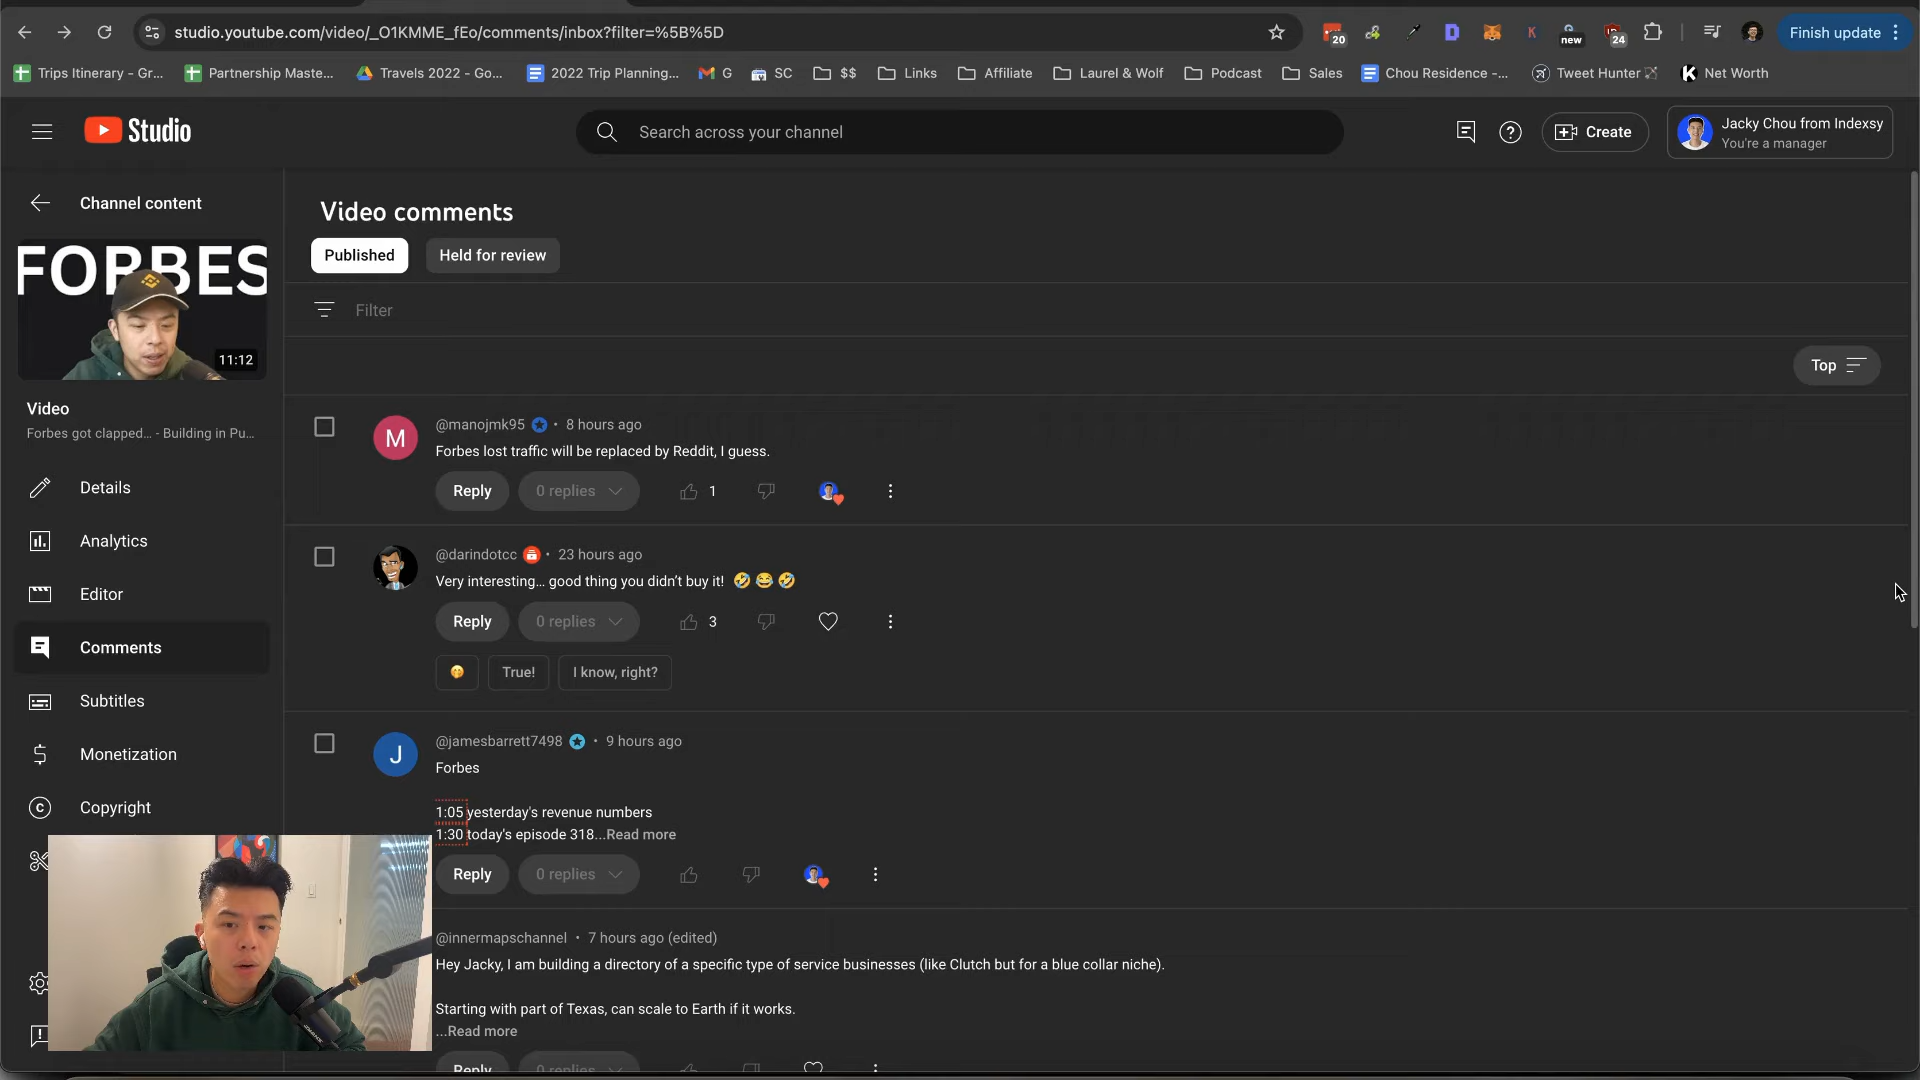 studio.youtube.com/video/_O1KMME_fEo/comments/inbox?filter=%5B%5D
20
new
24
Finish update
Trips Itinerary - Gr...
Partnership Maste...
Travels 2022 - Go...
2022 Trip Planning...
G
SC
$$
Links
Affiliate
Laurel & Wolf
Podcast
Sales
Chou Residence -...
Tweet Hunter
Net Worth
Studio
Search across your channel
Create
Jacky Chou from Indexsy
You're a manager
Channel content
FORBES
11:12
Video
Forbes got clapped... - Building in Pu...
Details
Analytics
Editor
Comments
Subtitles
Monetization
Copyright
Video comments
Published
Held for review
Filter
Top
M
@manojmk95 • 8 hours ago
Forbes lost traffic will be replaced by Reddit, I guess.
Reply
0 replies
1
@darindotcc • 23 hours ago
Very interesting... good thing you didn't buy it! 🤣 😂 🤣
Reply
0 replies
3
True!
I know, right?
J
@jamesbarrett7498 • 9 hours ago
Forbes
1:05 yesterday's revenue numbers
1:30 today's episode 318...Read more
Reply
0 replies
@innermapschannel • 7 hours ago (edited)
Hey Jacky, I am building a directory of a specific type of service businesses (like Clutch but for a blue collar niche).
Starting with part of Texas, can scale to Earth if it works.
...Read more
Reply
0 replies